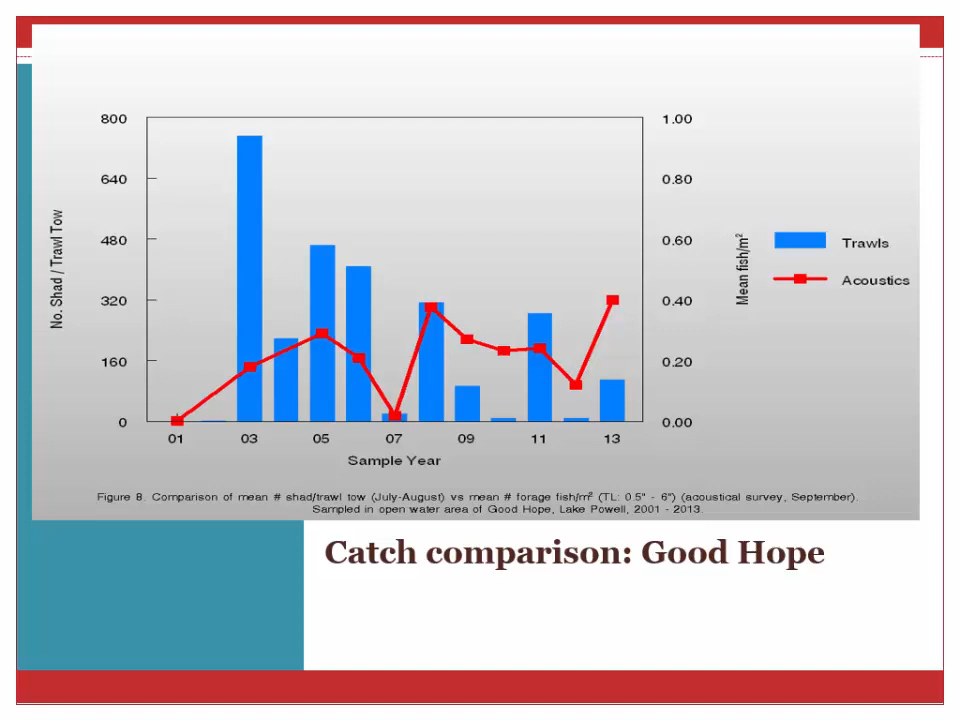 800
640
480
320
160
0
No. Shad / Trawl Tow
1.00
0.80
0.60
0.40
0.20
0.00
Mean fish/m²
Trawls
Acoustics
01 03 05 07 09 11 13
Sample Year
Figure 8. Comparison of mean # shad/trawl tow (July-August) vs mean # forage fish/m² (TL: 0.5" - 6") (acoustical survey, September).
Sampled in open water area of Good Hope, Lake Powell, 2001 - 2013.
Catch comparison: Good Hope